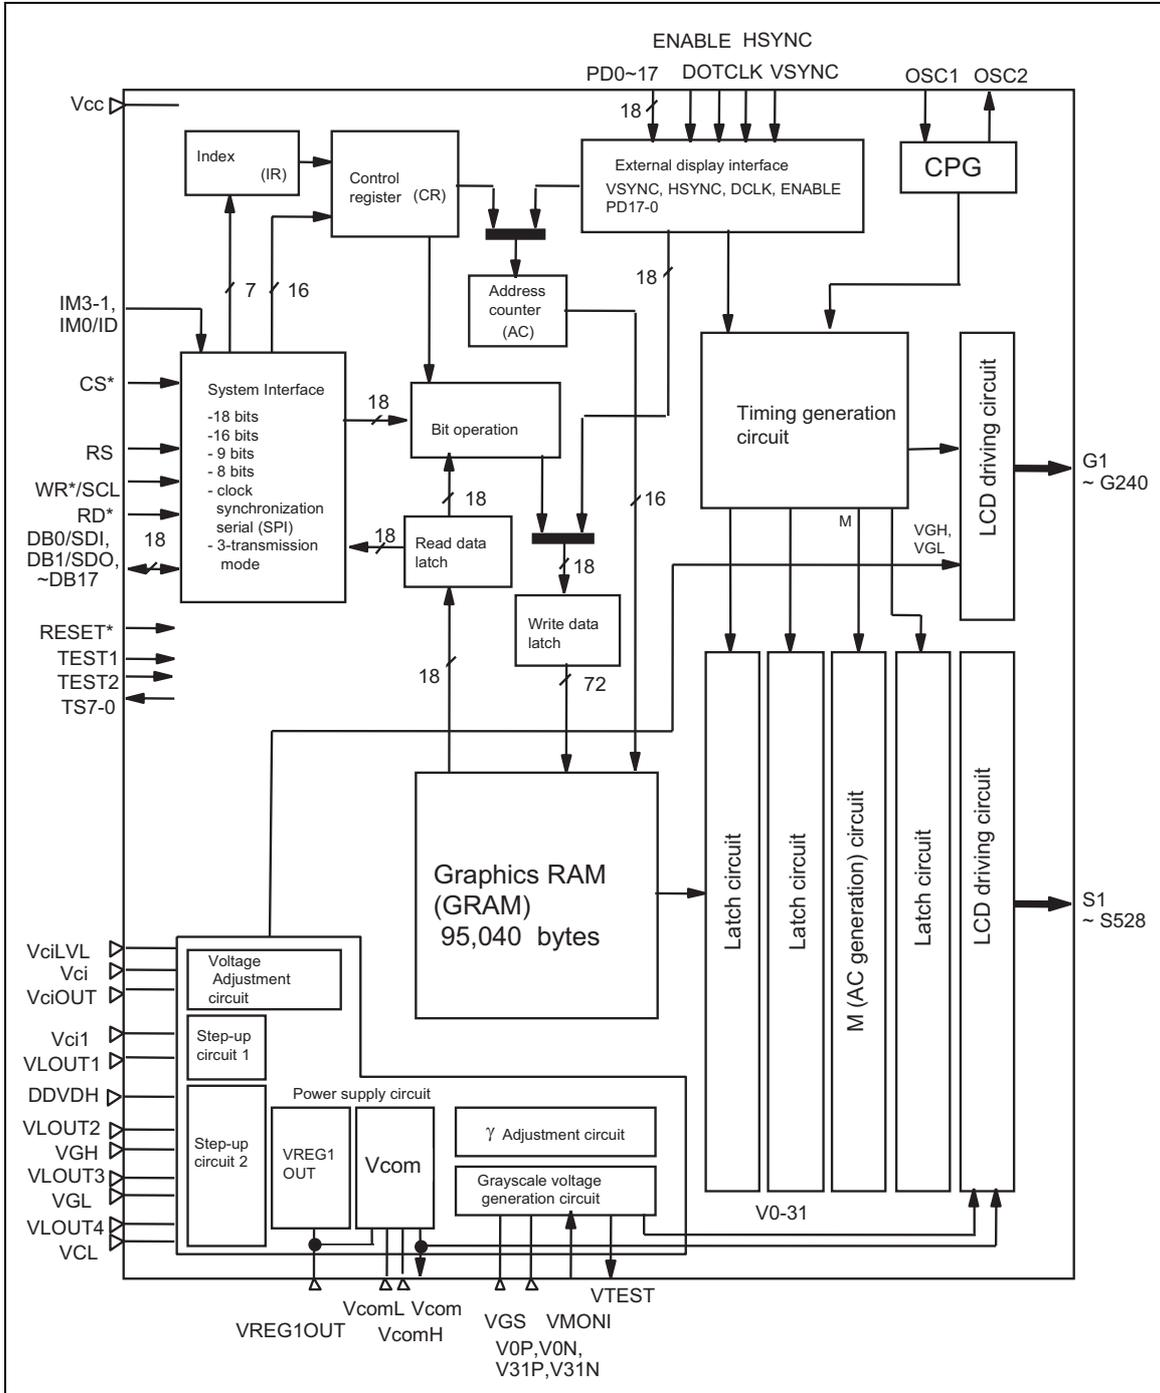 ENABLE HSYNC
PD0~17 DOTCLK VSYNC
OSC1 OSC2
Vcc
18
Index
(IR)
Control
register (CR)
External display interface
VSYNC, HSYNC, DCLK, ENABLE
PD17-0
CPG
7
16
18
Address
counter
(AC)
IM3-1,
IM0/ID
CS*
RS
WR*/SCL
RD*
DB0/SDI,
DB1/SDO,
~DB17
18
System Interface
-18 bits
-16 bits
- 9 bits
- 8 bits
- clock
synchronization
serial (SPI)
- 3-transmission
mode
18
Bit operation
Timing generation
circuit
LCD driving circuit
G1
~ G240
18
16
18
Read data
latch
18
M
VGH,
VGL
Write data
latch
RESET*
TEST1
TEST2
TS7-0
18
72
Graphics RAM
(GRAM)
95,040 bytes
Latch circuit
Latch circuit
M (AC generation) circuit
Latch circuit
LCD driving circuit
S1
~ S528
VciLVL
Vci
VciOUT
Vci1
VLOUT1
DDVDH
VLOUT2
VGH
VLOUT3
VGL
VLOUT4
VCL
Voltage
Adjustment
circuit
Step-up
circuit 1
Step-up
circuit 2
Power supply circuit
VREG1
OUT
Vcom
γ Adjustment circuit
Grayscale voltage
generation circuit
V0-31
VREG1OUT
VcomL Vcom
VcomH
VGS
VMONI
VTEST
V0P,V0N,
V31P,V31N